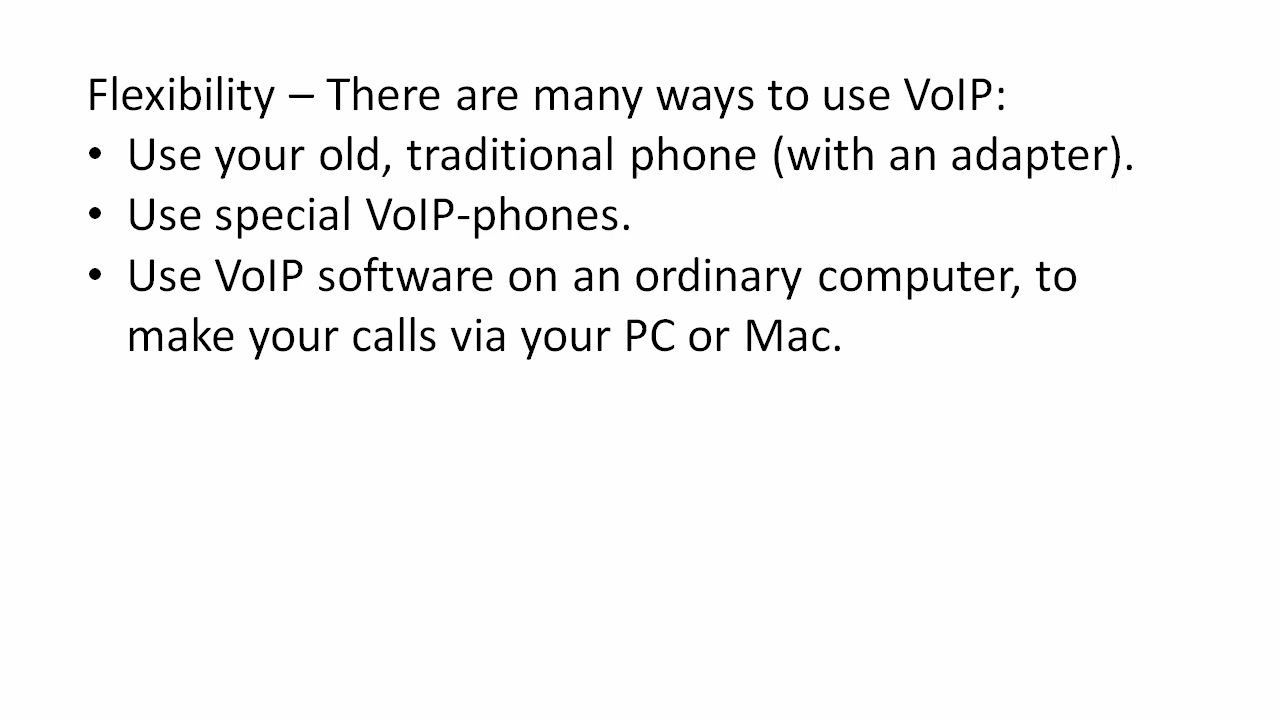 Flexibility – There are many ways to use VoIP:
• Use your old, traditional phone (with an adapter).
• Use special VoIP-phones.
• Use VoIP software on an ordinary computer, to
make your calls via your PC or Mac.